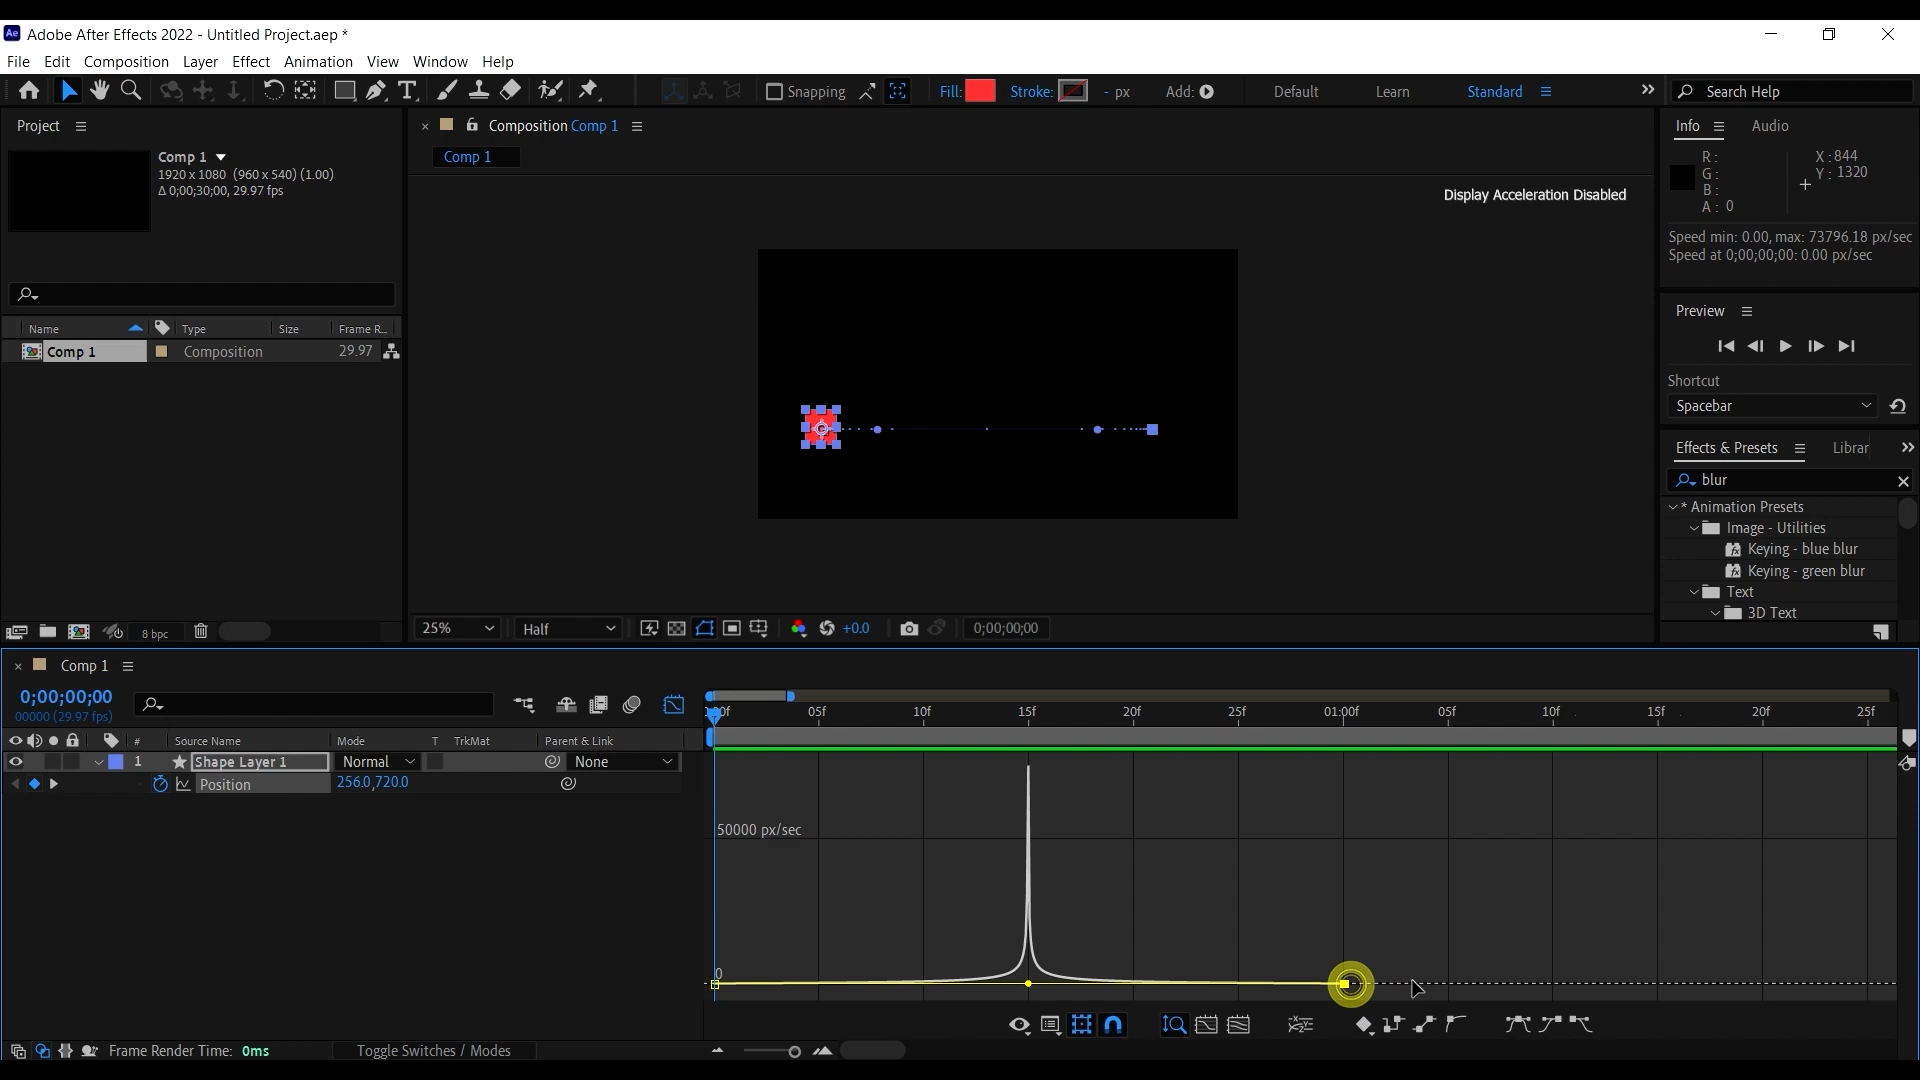 Adobe After Effects 2022 - Untitled Project.aep *
File Edit Composition Layer Effect Animation View Window Help
Snapping Fill: Stroke: - px Add: Default Learn Standard Search Help
Project
Comp 1
1920 x 1080 (960 x 540) (1.00)
Δ 0;00;30;00, 29.97 fps
Name Type Size Frame R...
Comp 1 Composition 29.97
8 bpc
Composition Comp 1
Comp 1
Display Acceleration Disabled
25% Half +0.0 0;00;00;00
Info Audio
R: X : 844
G: Y : 1320
B:
A: 0
Speed min: 0.00, max: 73796.18 px/sec
Speed at 0;00;00;00: 0.00 px/sec
Preview
Shortcut
Spacebar
Effects & Presets Librar
blur
* Animation Presets
Image - Utilities
Keying - blue blur
Keying - green blur
Text
3D Text
Comp 1
0;00;00;00
00000 (29.97 fps)
05f 10f 15f 20f 25f 01:00f 05f 10f 15f 20f 25f
# Source Name Mode T TrkMat Parent & Link
1 Shape Layer 1 Normal None
Position 256.0,720.0
50000 px/sec
0
Frame Render Time: 0ms Toggle Switches / Modes